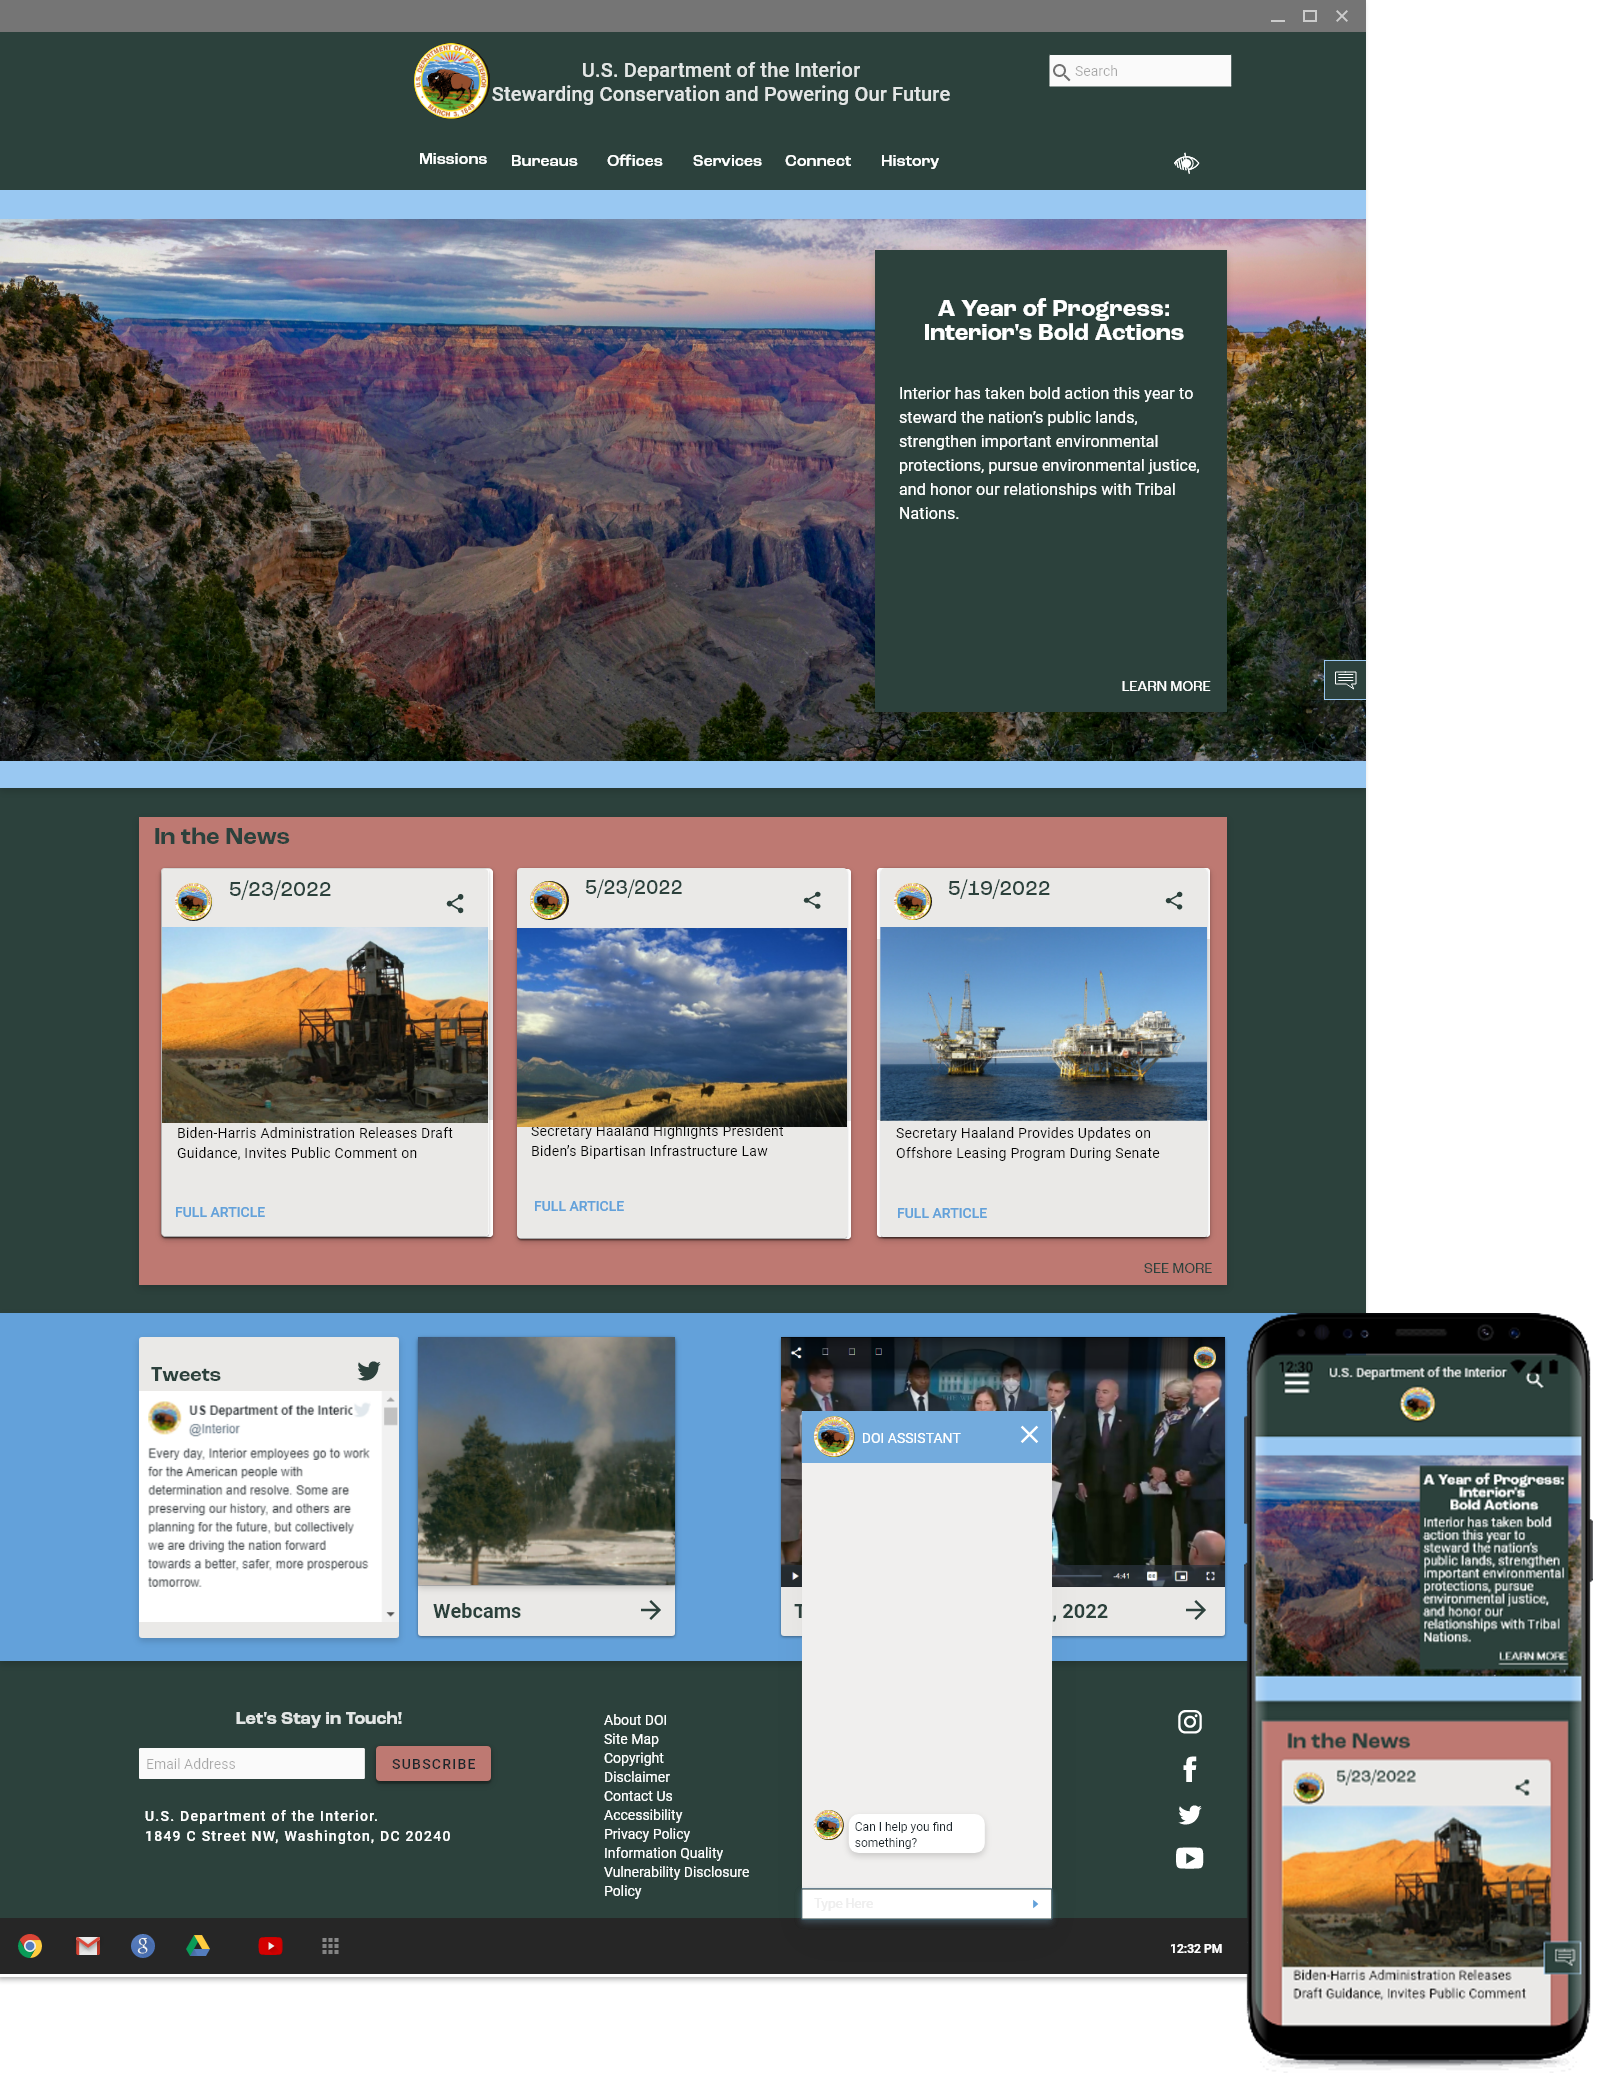 U.S. Department of the Interior
Stewarding Conservation and Powering Our Future
Search
Missions
Bureaus
Offices
Services
Connect
History
A Year of Progress:
Interior's Bold Actions
Interior has taken bold action this year to
steward the nation’s public lands,
strengthen important environmental
protections, pursue environmental justice,
and honor our relationships with Tribal
Nations.
LEARN MORE
In the News
5/23/2022
Biden-Harris Administration Releases Draft
Guidance, Invites Public Comment on
FULL ARTICLE
5/23/2022
Secretary Haaland Highlights President
Biden’s Bipartisan Infrastructure Law
FULL ARTICLE
5/19/2022
Secretary Haaland Provides Updates on
Offshore Leasing Program During Senate
FULL ARTICLE
SEE MORE
Tweets
US Department of the Interic
@Interior
Every day, Interior employees go to work
for the American people with
determination and resolve. Some are
preserving our history, and others are
planning for the future, but collectively
we are driving the nation forward
towards a better, safer, more prosperous
tomorrow.
Webcams
-4:41
T
, 2022
DOI ASSISTANT
Can I help you find
something?
Type Here
Let's Stay in Touch!
Email Address
SUBSCRIBE
U.S. Department of the Interior.
1849 C Street NW, Washington, DC 20240
About DOI
Site Map
Copyright
Disclaimer
Contact Us
Accessibility
Privacy Policy
Information Quality
Vulnerability Disclosure
Policy
12:32 PM
12:30
U.S. Department of the Interior
A Year of Progress:
Interior's
Bold Actions
Interior has taken bold
action this year to
steward the nation’s
public lands, strengthen
important environmental
protections, pursue
environmental justice,
and honor our
relationships with Tribal
Nations.
LEARN MORE
In the News
5/23/2022
Biden-Harris Administration Releases
Draft Guidance, Invites Public Comment